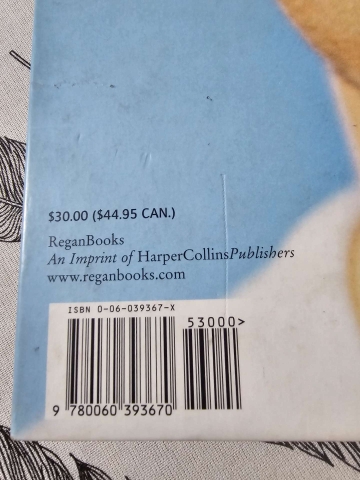 $30.00 ($44.95 CAN.)
ReganBooks
An Imprint of HarperCollinsPublishers
www.reganbooks.com
ISBN 0-06-039367-X
53000>
9 780060 393670